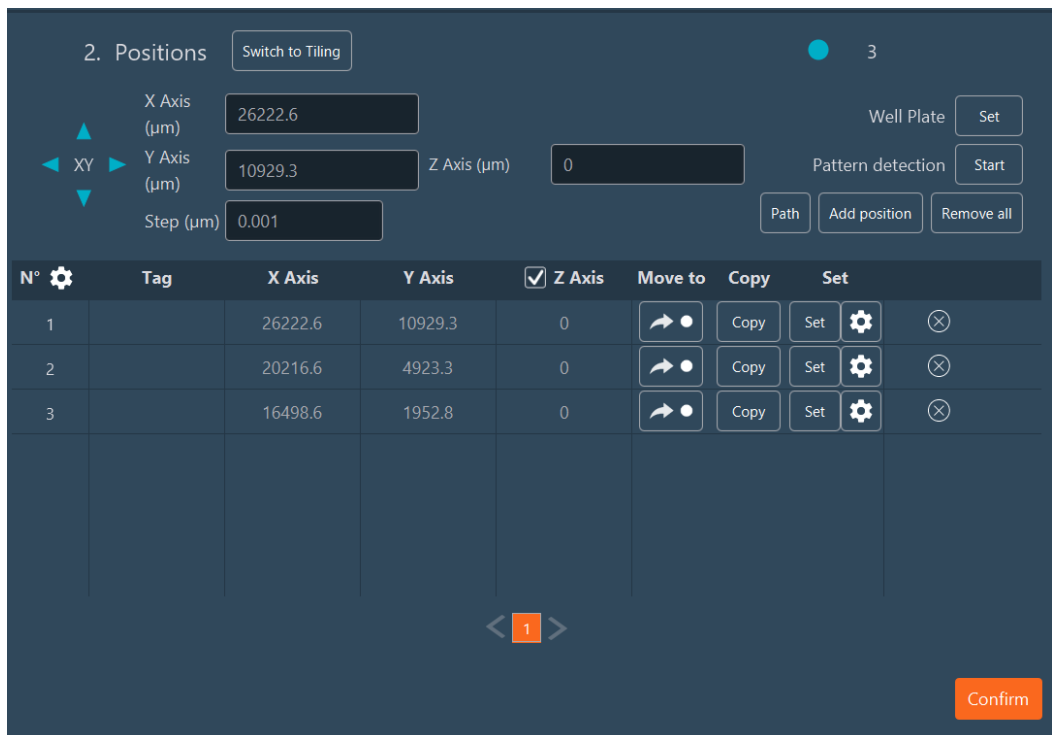 2. Positions Switch to Tiling 3
X Axis (µm) 26222.6 Well Plate Set
XY Y Axis (µm) 10929.3 Z Axis (µm) 0 Pattern detection Start
Step (µm) 0.001 Path Add position Remove all
N° Tag X Axis Y Axis Z Axis Move to Copy Set
1 26222.6 10929.3 0 Copy Set
2 20216.6 4923.3 0 Copy Set
3 16498.6 1952.8 0 Copy Set
1
Confirm